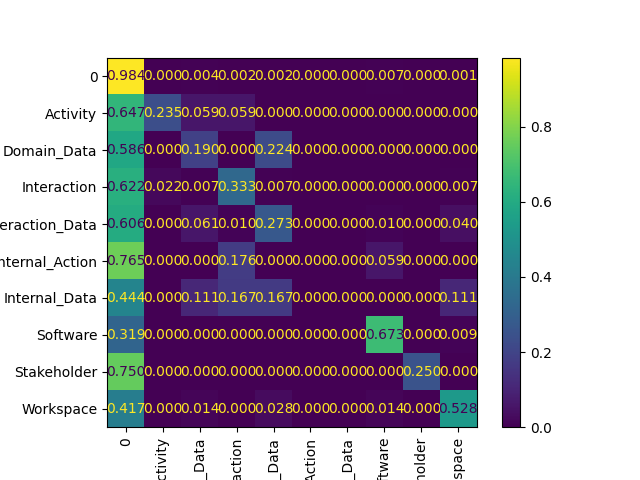 0 0.984 0.000 0.004 0.002 0.002 0.000 0.000 0.007 0.000 0.001
Activity 0.647 0.235 0.059 0.059 0.000 0.000 0.000 0.000 0.000 0.000
Domain_Data 0.586 0.000 0.190 0.000 0.224 0.000 0.000 0.000 0.000 0.000
Interaction 0.622 0.022 0.007 0.333 0.007 0.000 0.000 0.000 0.000 0.007
eraction_Data 0.606 0.000 0.061 0.010 0.273 0.000 0.000 0.010 0.000 0.040
nternal_Action 0.765 0.000 0.000 0.176 0.000 0.000 0.000 0.059 0.000 0.000
Internal_Data 0.444 0.000 0.111 0.167 0.167 0.000 0.000 0.000 0.000 0.111
Software 0.319 0.000 0.000 0.000 0.000 0.000 0.000 0.673 0.000 0.009
Stakeholder 0.750 0.000 0.000 0.000 0.000 0.000 0.000 0.000 0.250 0.000
Workspace 0.417 0.000 0.014 0.000 0.028 0.000 0.000 0.014 0.000 0.528
0
ctivity
_Data
action
_Data
Action
_Data
ftware
holder
space
0.8
0.6
0.4
0.2
0.0